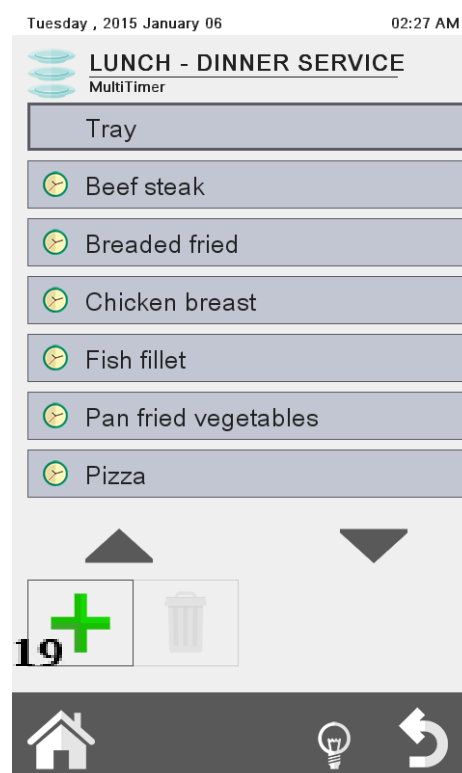 Tuesday , 2015 January 06 02:27 AM
LUNCH - DINNER SERVICE
MultiTimer
Tray
Beef steak
Breaded fried
Chicken breast
Fish fillet
Pan fried vegetables
Pizza
19